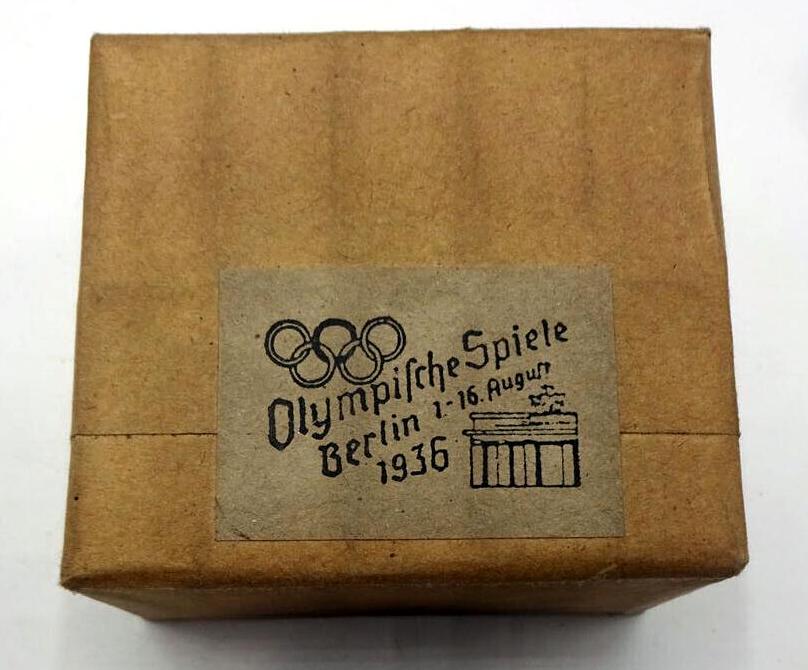 Olympiſche Spiele
Berlin 1-16. Auguſt
1936